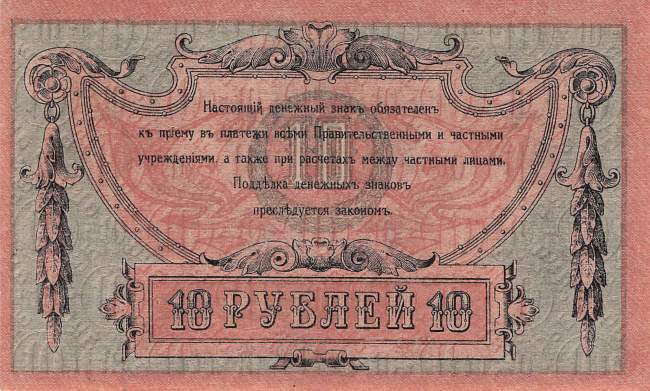 Настоящій денежный знакъ обязателенъ
къ пріему въ платежи всѣми Правительственными и частными
учрежденіями, а также при расчетахъ между частными лицами.
Поддѣлка денежныхъ знаковъ
преслѣдуется закономъ.
10
10 РУБЛЕЙ 10